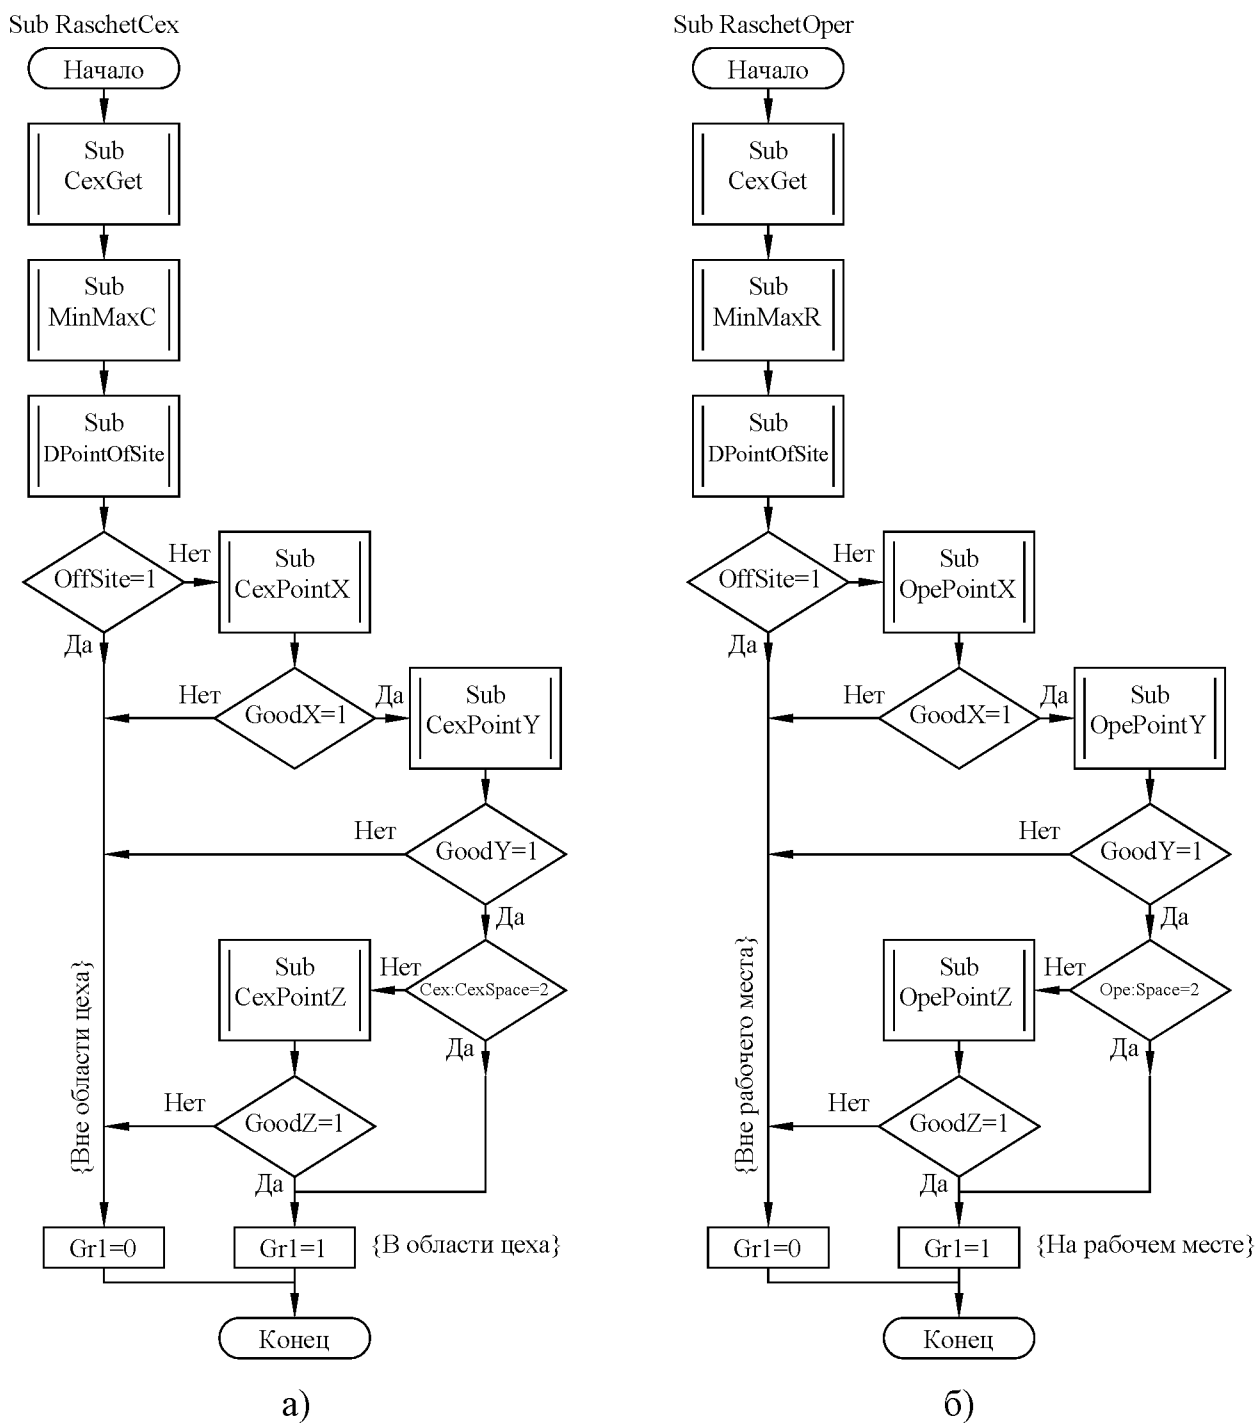 Sub RaschetCex
Начало
Sub
CexGet
Sub
MinMaxC
Sub
DPointOfSite
OffSite=1
Нет
Да
Sub
CexPointX
GoodX=1
Нет
Да
Sub
CexPointY
GoodY=1
Нет
Да
Cex:CexSpace=2
Нет
Да
Sub
CexPointZ
GoodZ=1
Нет
Да
{Вне области цеха}
Gr1=0
Gr1=1
{В области цеха}
Конец
а)
Sub RaschetOper
Начало
Sub
CexGet
Sub
MinMaxR
Sub
DPointOfSite
OffSite=1
Нет
Да
Sub
OpePointX
GoodX=1
Нет
Да
Sub
OpePointY
GoodY=1
Нет
Да
Ope:Space=2
Нет
Да
Sub
OpePointZ
GoodZ=1
Нет
Да
{Вне рабочего места}
Gr1=0
Gr1=1
{На рабочем месте}
Конец
б)